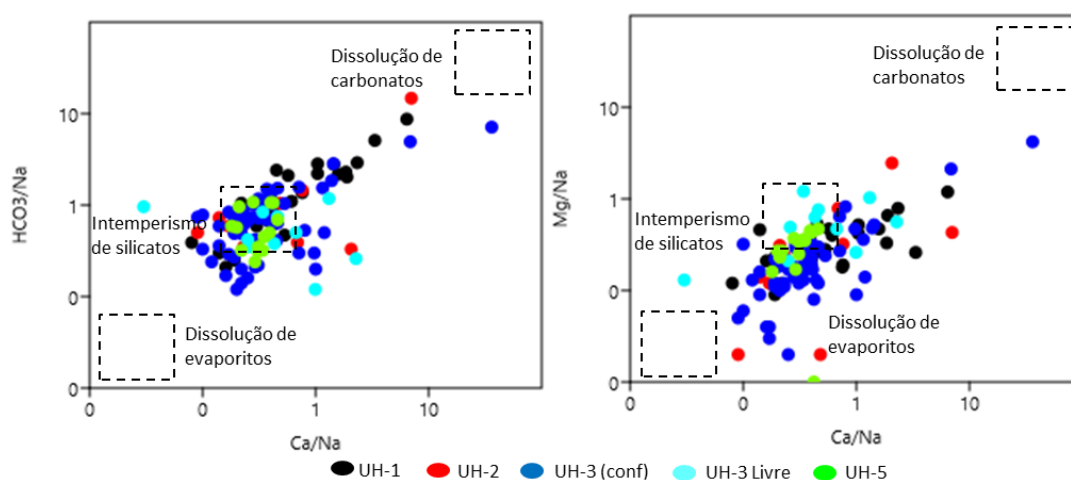 Dissolução de
carbonatos
10
HCO3/Na
1
Intemperismo
de silicatos
0
Dissolução de
evaporitos
0
0
0
1
10
Ca/Na
Dissolução de
carbonatos
10
Mg/Na
1
Intemperismo
de silicatos
0
Dissolução de
evaporitos
0
0
0
1
10
Ca/Na
UH-1
UH-2
UH-3 (conf)
UH-3 Livre
UH-5